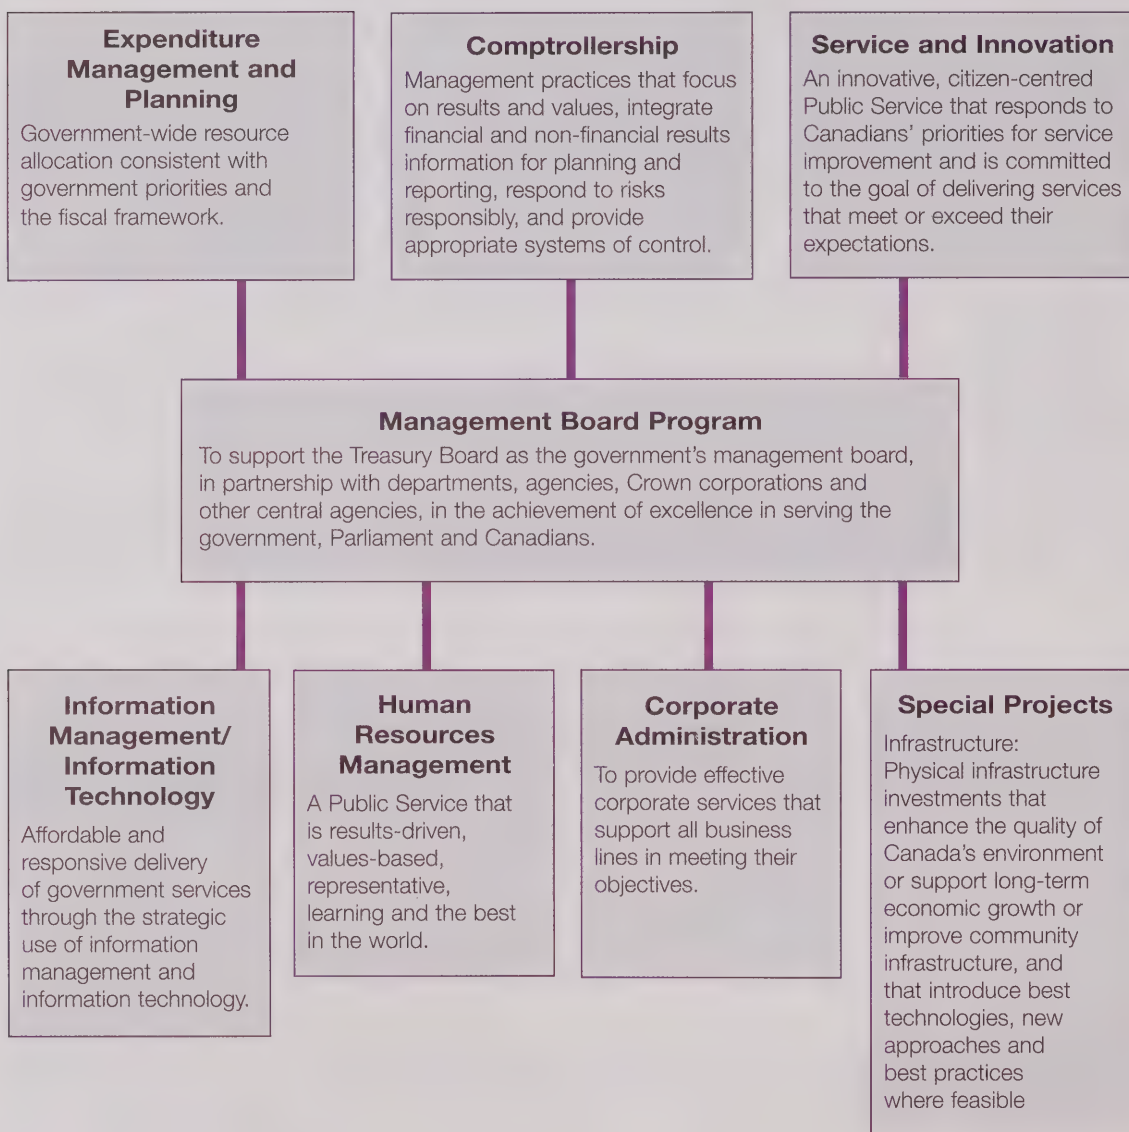 Expenditure
Management and
Planning
Government-wide resource
allocation consistent with
government priorities and
the fiscal framework.
Comptrollership
Management practices that focus
on results and values, integrate
financial and non-financial results
information for planning and
reporting, respond to risks
responsibly, and provide
appropriate systems of control.
Service and Innovation
An innovative, citizen-centred
Public Service that responds to
Canadians' priorities for service
improvement and is committed
to the goal of delivering services
that meet or exceed their
expectations.
Management Board Program
To support the Treasury Board as the government's management board,
in partnership with departments, agencies, Crown corporations and
other central agencies, in the achievement of excellence in serving the
government, Parliament and Canadians.
Information
Management/
Information
Technology
Affordable and
responsive delivery
of government services
through the strategic
use of information
management and
information technology.
Human
Resources
Management
A Public Service that
is results-driven,
values-based,
representative,
learning and the best
in the world.
Corporate
Administration
To provide effective
corporate services that
support all business
lines in meeting their
objectives.
Special Projects
Infrastructure:
Physical infrastructure
investments that
enhance the quality of
Canada's environment
or support long-term
economic growth or
improve community
infrastructure, and
that introduce best
technologies, new
approaches and
best practices
where feasible